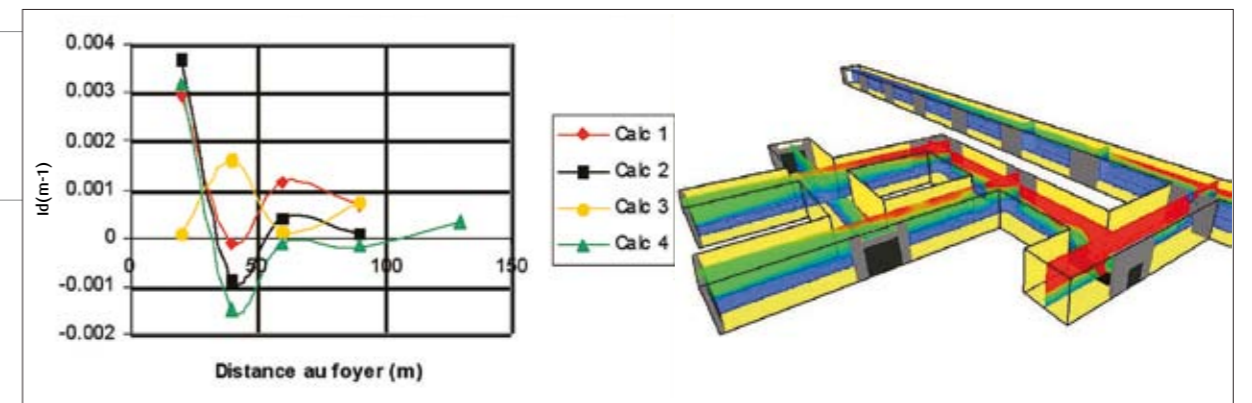 0.004
0.003
0.002
0.001
0
-0.001
-0.002
Id(m-1)
0 50 100 150
Distance au foyer (m)
Calc 1
Calc 2
Calc 3
Calc 4